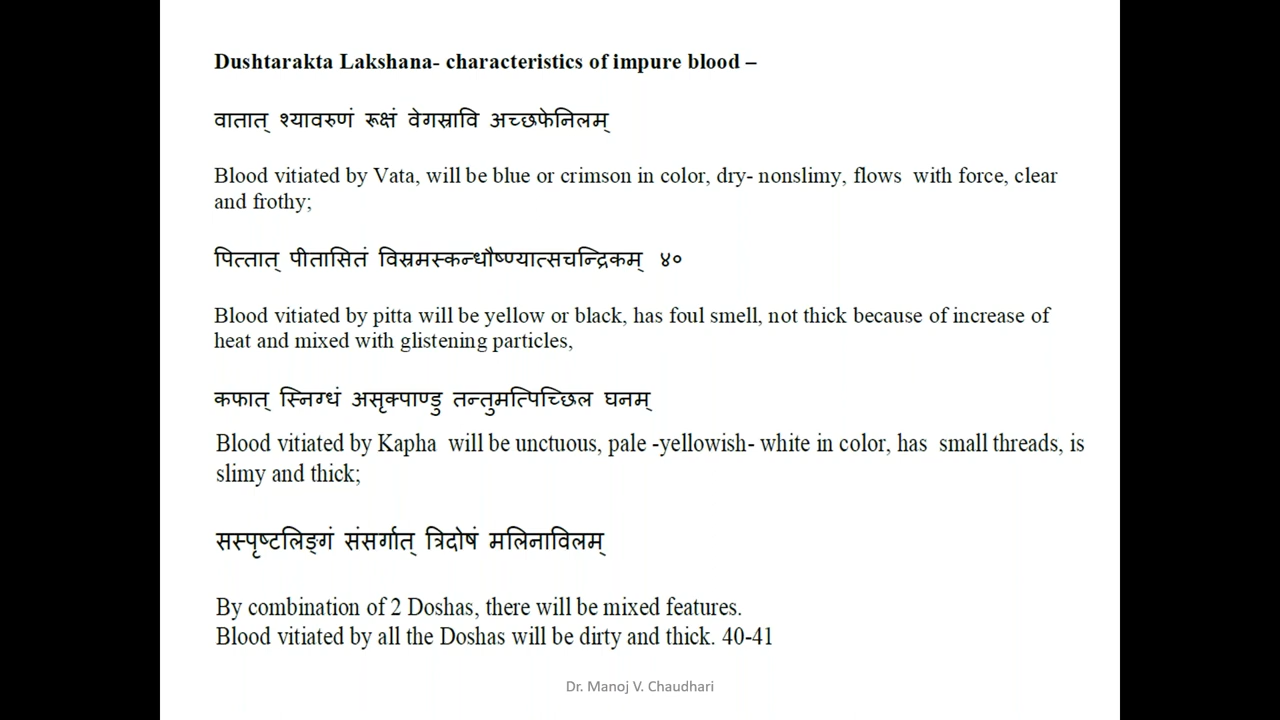 Dushtarakta Lakshana- characteristics of impure blood –
वातात् श्यावरुणं रूक्षं वेगस्रावि अच्छफेनिलम्
Blood vitiated by Vata, will be blue or crimson in color, dry- nonslimy, flows with force, clear
and frothy;
पित्तात् पीतासितं विस्रमस्कन्धौष्ण्यात्सचन्द्रिकम् ४०
Blood vitiated by pitta will be yellow or black, has foul smell, not thick because of increase of
heat and mixed with glistening particles,
कफात् स्निग्धं असृक्पाण्डु तन्तुमत्पिच्छिल घनम्
Blood vitiated by Kapha will be unctuous, pale -yellowish- white in color, has small threads, is
slimy and thick;
सस्पृष्टलिङ्गं संसर्गात् त्रिदोषं मलिनाविलम्
By combination of 2 Doshas, there will be mixed features.
Blood vitiated by all the Doshas will be dirty and thick. 40-41
Dr. Manoj V. Chaudhari